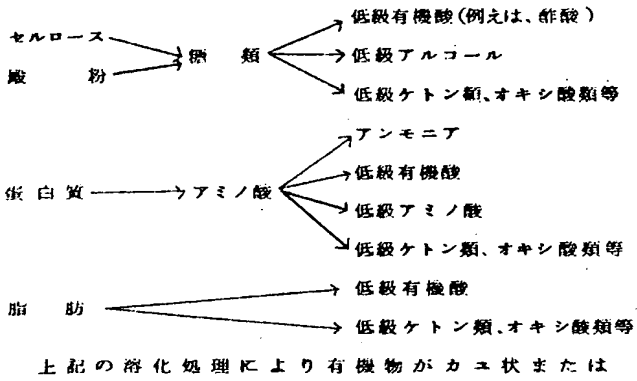 セルロース
澱粉
糖類
低級有機酸(例えは、酢酸)
低級アルコール
低級ケトン類、オキシ酸類等
蛋白質
アミノ酸
アンモニア
低級有機酸
低級アミノ酸
低級ケトン類、オキシ酸類等
脂肪
低級有機酸
低級ケトン類、オキシ酸類等
上記の溶化処理により有機物がカユ状または